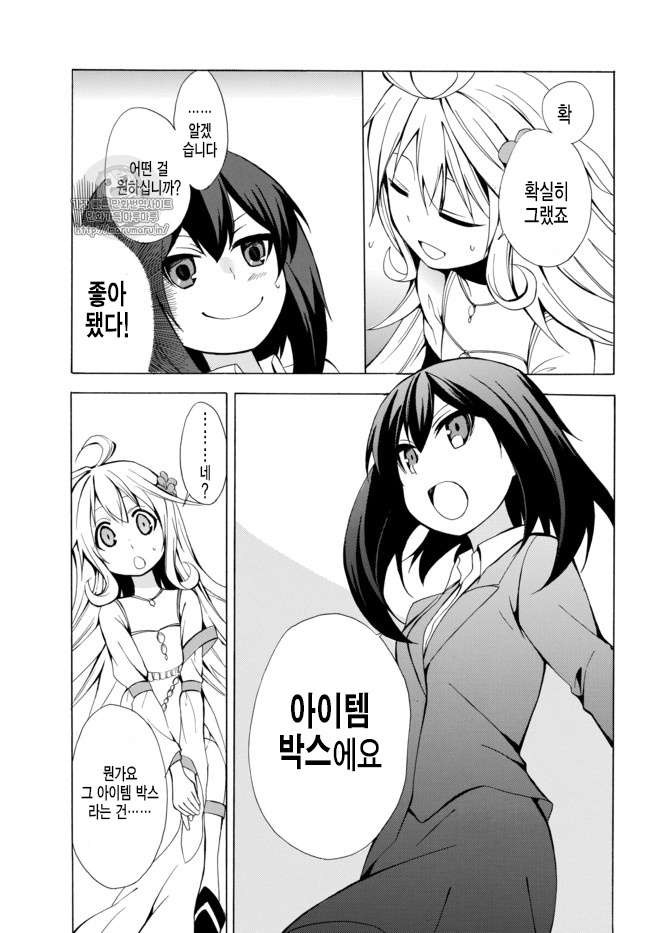 확
확실히
그랬죠
……
알겠
습니다
어떤 걸
원하십니까?
좋아
됐다!
아이템
박스에요
………
네
?
뭔가요
그 아이템 박스
라는 건……